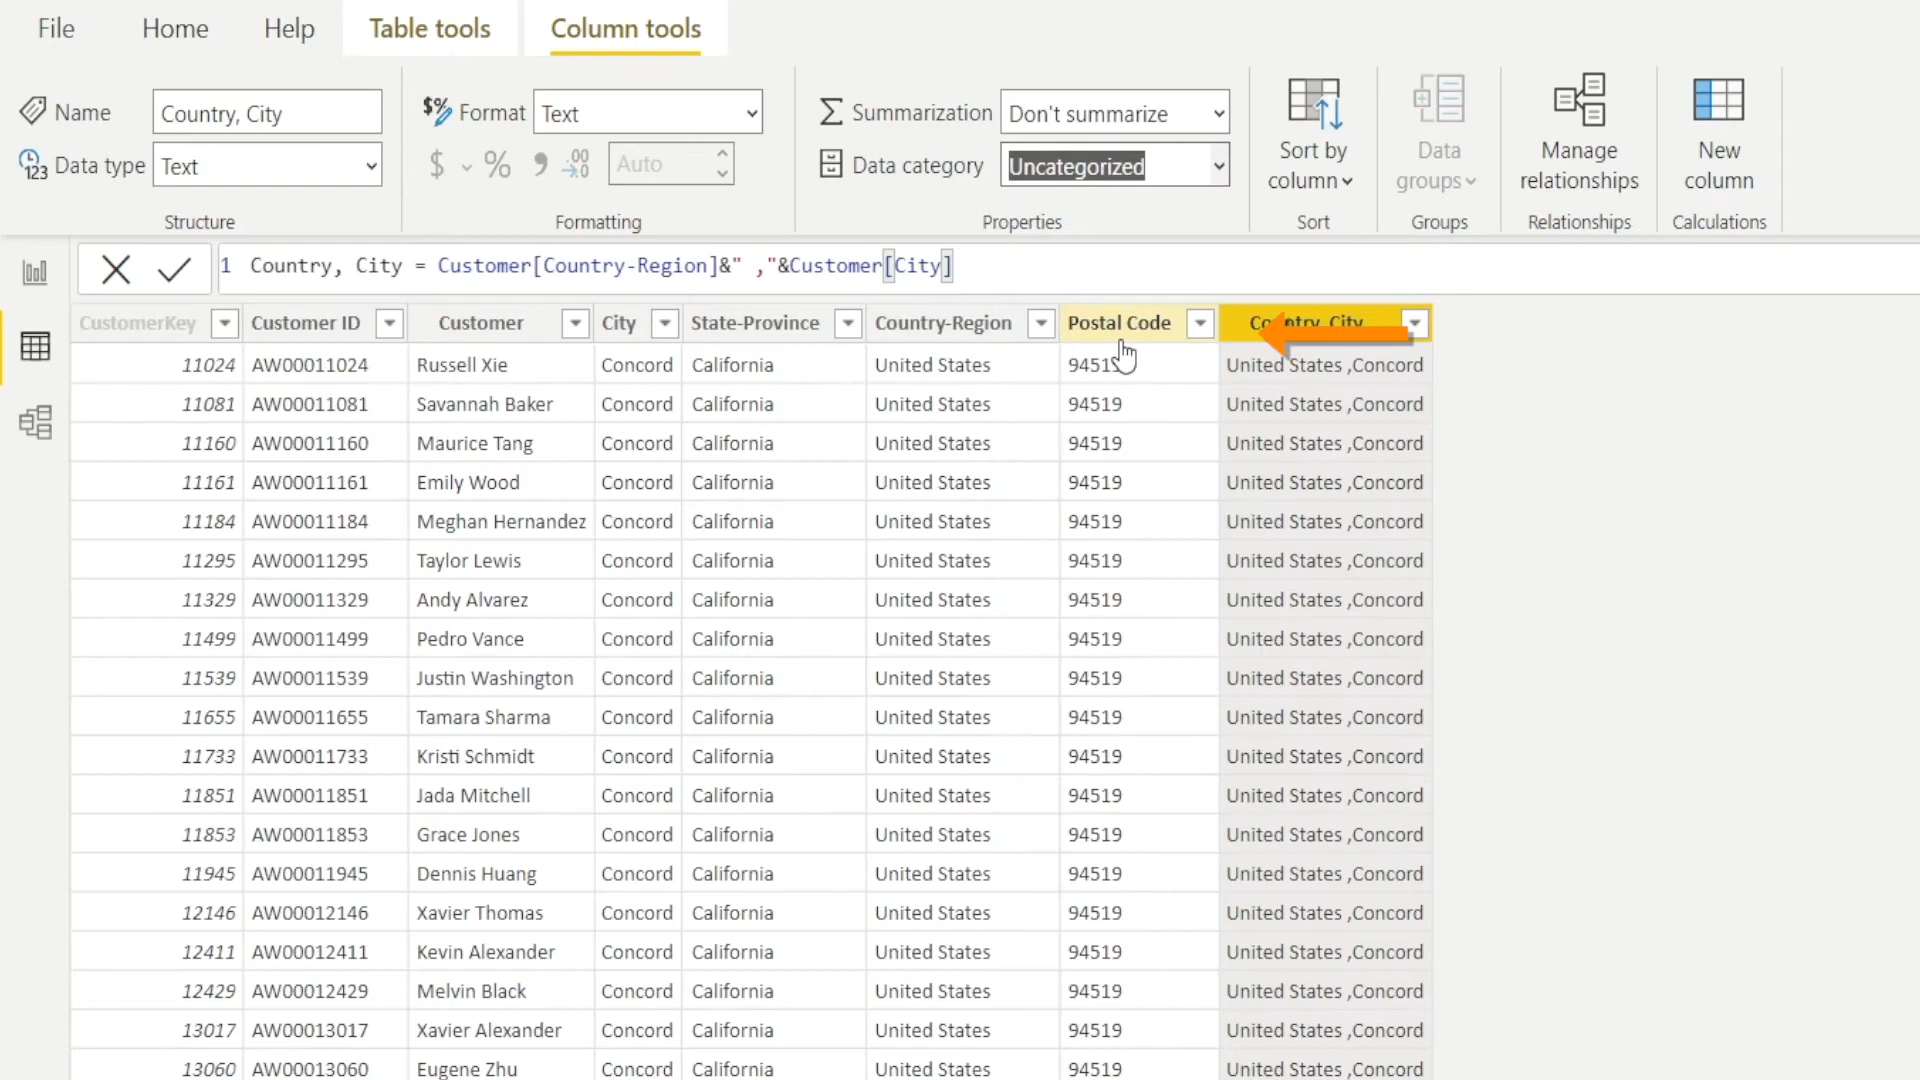 File Home Help Table tools Column tools
Name Country, City $% Format Text Summarization Don't summarize
Data type Text $ % Auto Data category Uncategorized
Sort by column Data groups Manage relationships New column
Structure Formatting Properties Sort Groups Relationships Calculations
1 Country, City = Customer[Country-Region]&" ,"&Customer[City]
CustomerKey Customer ID Customer City State-Province Country-Region Postal Code Country, City
11024 AW00011024 Russell Xie Concord California United States 94519 United States ,Concord
11081 AW00011081 Savannah Baker Concord California United States 94519 United States ,Concord
11160 AW00011160 Maurice Tang Concord California United States 94519 United States ,Concord
11161 AW00011161 Emily Wood Concord California United States 94519 United States ,Concord
11184 AW00011184 Meghan Hernandez Concord California United States 94519 United States ,Concord
11295 AW00011295 Taylor Lewis Concord California United States 94519 United States ,Concord
11329 AW00011329 Andy Alvarez Concord California United States 94519 United States ,Concord
11499 AW00011499 Pedro Vance Concord California United States 94519 United States ,Concord
11539 AW00011539 Justin Washington Concord California United States 94519 United States ,Concord
11655 AW00011655 Tamara Sharma Concord California United States 94519 United States ,Concord
11733 AW00011733 Kristi Schmidt Concord California United States 94519 United States ,Concord
11851 AW00011851 Jada Mitchell Concord California United States 94519 United States ,Concord
11853 AW00011853 Grace Jones Concord California United States 94519 United States ,Concord
11945 AW00011945 Dennis Huang Concord California United States 94519 United States ,Concord
12146 AW00012146 Xavier Thomas Concord California United States 94519 United States ,Concord
12411 AW00012411 Kevin Alexander Concord California United States 94519 United States ,Concord
12429 AW00012429 Melvin Black Concord California United States 94519 United States ,Concord
13017 AW00013017 Xavier Alexander Concord California United States 94519 United States ,Concord
13060 AW00013060 Eugene Zhu Concord California United States 94519 United States ,Concord